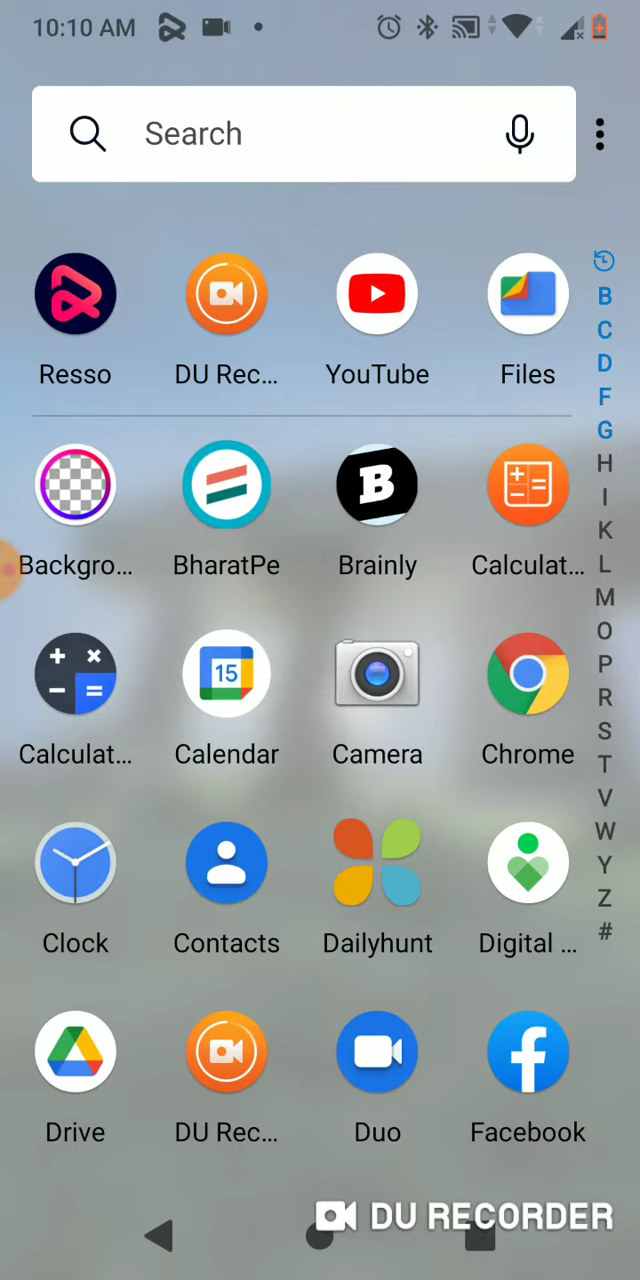 10:10 AM
Search
Resso DU Rec... YouTube Files
B
C
D
F
G
Backgro... BharatPe Brainly Calculat...
H
I
K
L
M
O
Calculat... Calendar Camera Chrome
15
P
R
S
T
V
W
Clock Contacts Dailyhunt Digital ...
Y
Z
#
Drive DU Rec... Duo Facebook
DU RECORDER